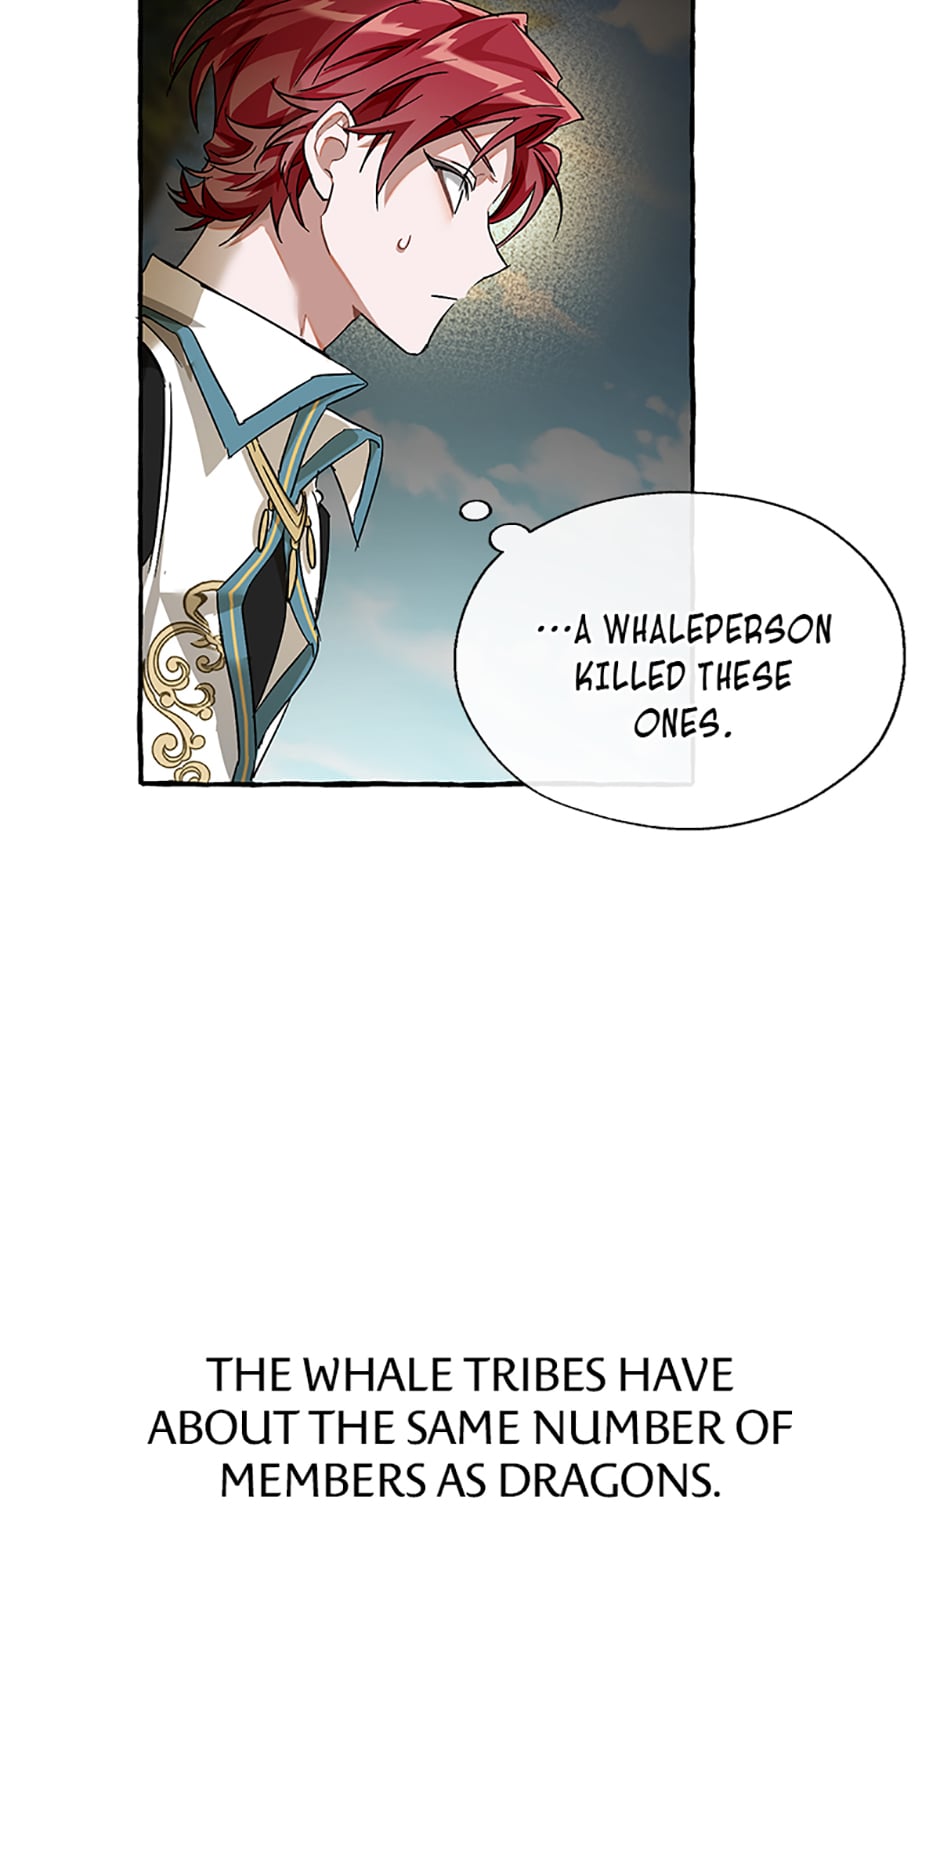 ...A WHALEPERSON
KILLED THESE
ONES.
THE WHALE TRIBES HAVE
ABOUT THE SAME NUMBER OF
MEMBERS AS DRAGONS.